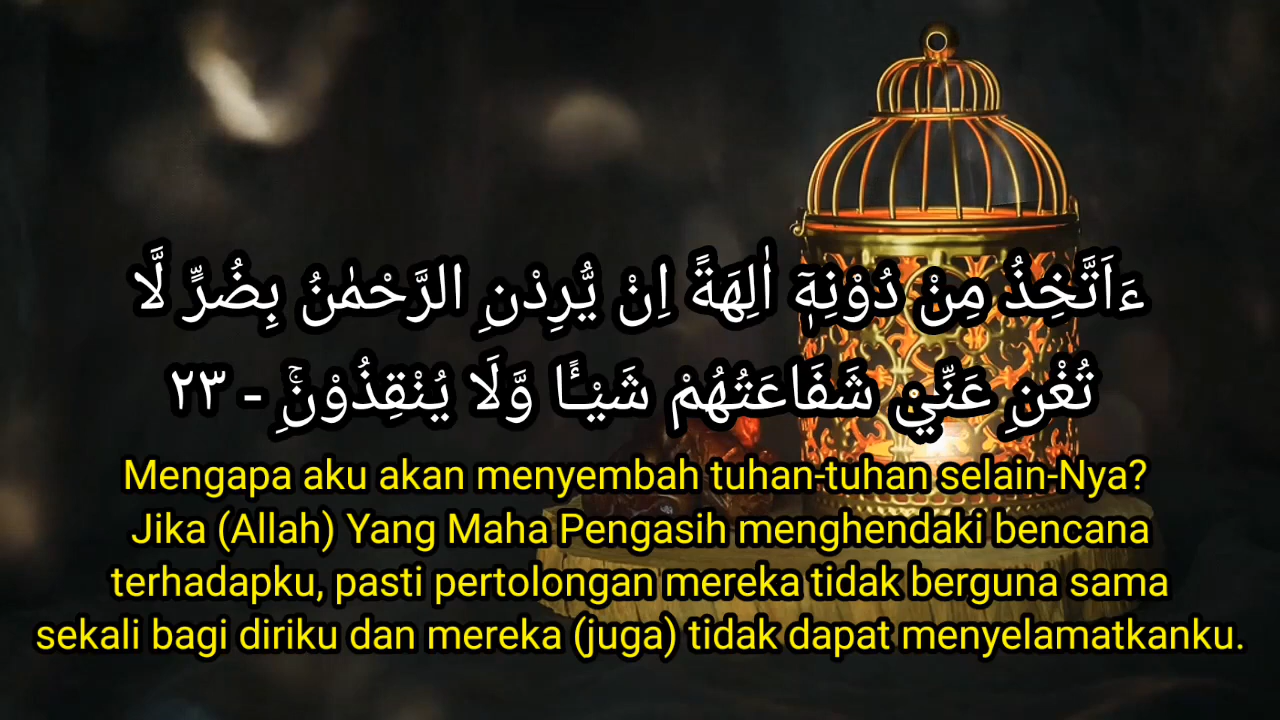 ءَاَتَّخِذُ مِنْ دُوْنِهٖٓ اٰلِهَةً اِنْ يُّرِدْنِ الرَّحْمٰنُ بِضُرٍّ لَّا
تُغْنِ عَنِّيْ شَفَاعَتُهُمْ شَيْـًٔا وَّلَا يُنْقِذُوْنِۚ - ٢٣
Mengapa aku akan menyembah tuhan-tuhan selain-Nya?
Jika (Allah) Yang Maha Pengasih menghendaki bencana
terhadapku, pasti pertolongan mereka tidak berguna sama
sekali bagi diriku dan mereka (juga) tidak dapat menyelamatkanku.